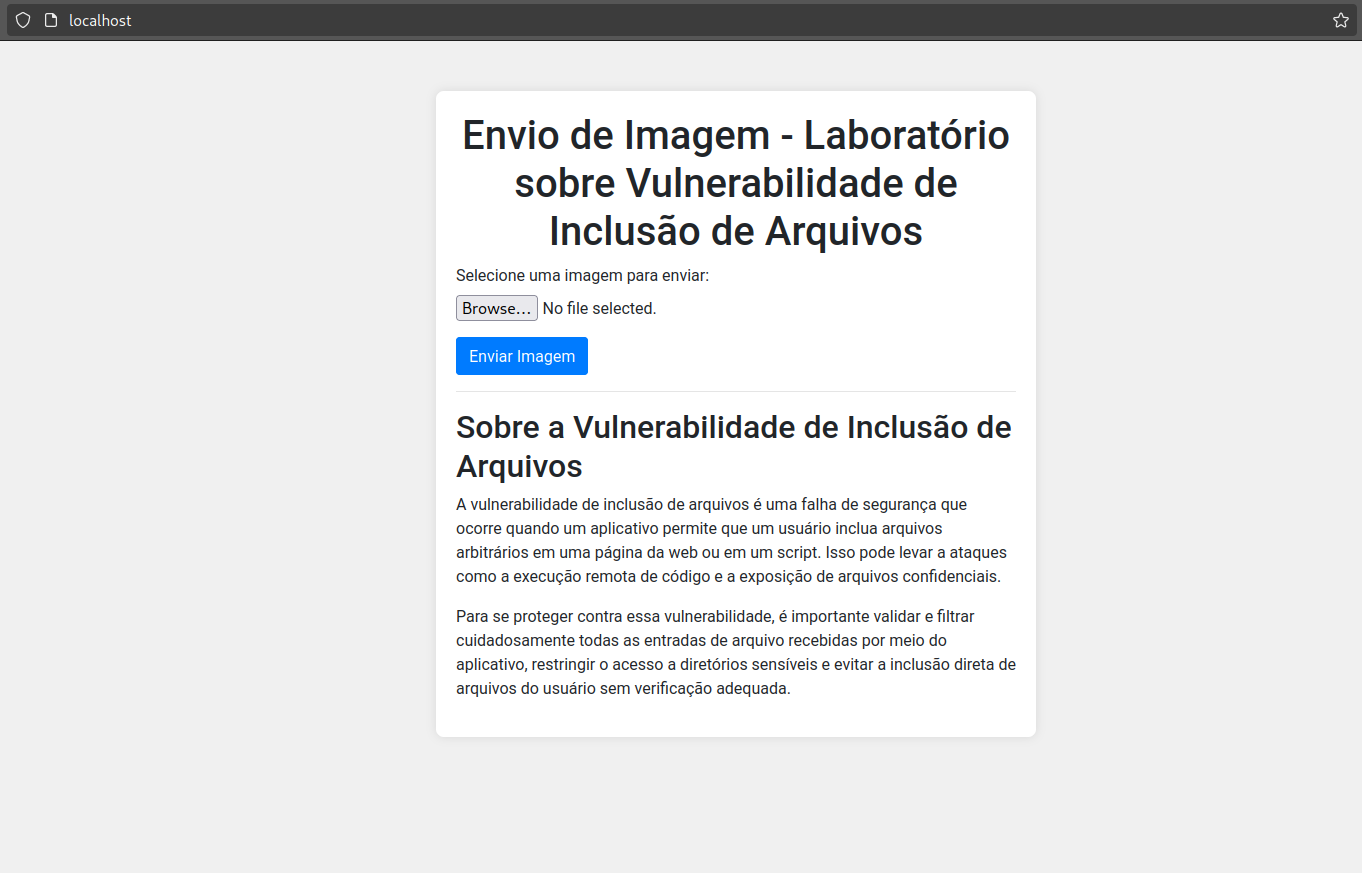 localhost
Envio de Imagem - Laboratório
sobre Vulnerabilidade de
Inclusão de Arquivos
Selecione uma imagem para enviar:
Browse... No file selected.
Enviar Imagem
Sobre a Vulnerabilidade de Inclusão de
Arquivos
A vulnerabilidade de inclusão de arquivos é uma falha de segurança que
ocorre quando um aplicativo permite que um usuário inclua arquivos
arbitrários em uma página da web ou em um script. Isso pode levar a ataques
como a execução remota de código e a exposição de arquivos confidenciais.
Para se proteger contra essa vulnerabilidade, é importante validar e filtrar
cuidadosamente todas as entradas de arquivo recebidas por meio do
aplicativo, restringir o acesso a diretórios sensíveis e evitar a inclusão direta de
arquivos do usuário sem verificação adequada.